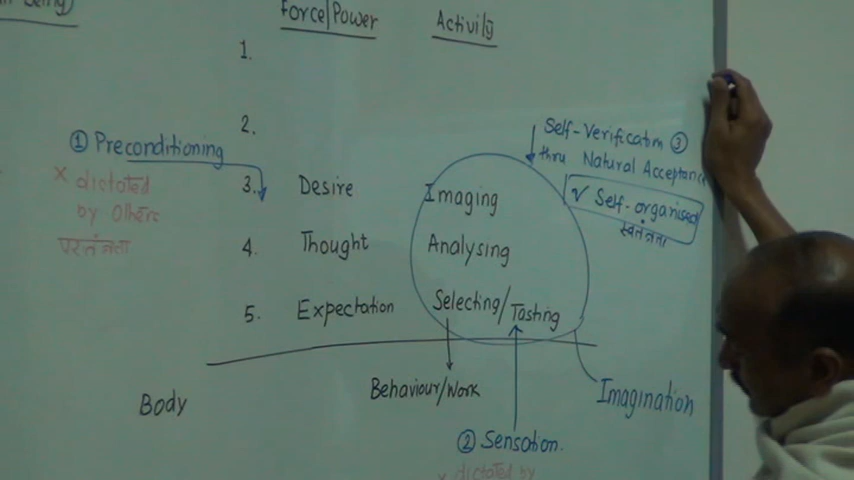 Being)
Force/Power
Activity
1.
2.
① Preconditioning
x dictated
by others
परतंत्रता
Self-Verification ③
thru Natural Acceptance
√ Self-organised
स्वतंत्रता
3. Desire Imaging
4. Thought Analysing
5. Expectation Selecting/Tasting
Body
Behaviour/Work
Imagination
② Sensation.
x dictated by